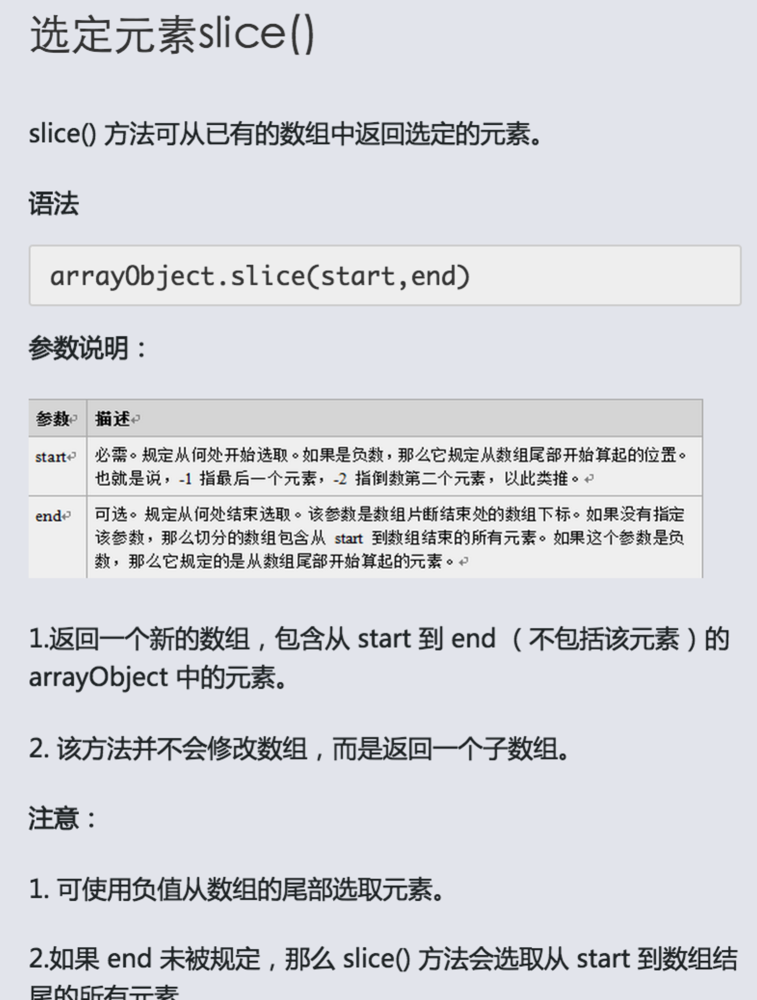 选定元素slice()
slice() 方法可从已有的数组中返回选定的元素。
语法
arrayObject.slice(start,end)
参数说明：
参数 描述
start 必需。规定从何处开始选取。如果是负数，那么它规定从数组尾部开始算起的位置。
也就是说，-1 指最后一个元素，-2 指倒数第二个元素，以此类推。
end 可选。规定从何处结束选取。该参数是数组片断结束处的数组下标。如果没有指定
该参数，那么切分的数组包含从 start 到数组结束的所有元素。如果这个参数是负
数，那么它规定的是从数组尾部开始算起的元素。
1.返回一个新的数组，包含从 start 到 end （不包括该元素）的
arrayObject 中的元素。
2. 该方法并不会修改数组，而是返回一个子数组。
注意：
1. 可使用负值从数组的尾部选取元素。
2.如果 end 未被规定，那么 slice() 方法会选取从 start 到数组结
尾的所有元素